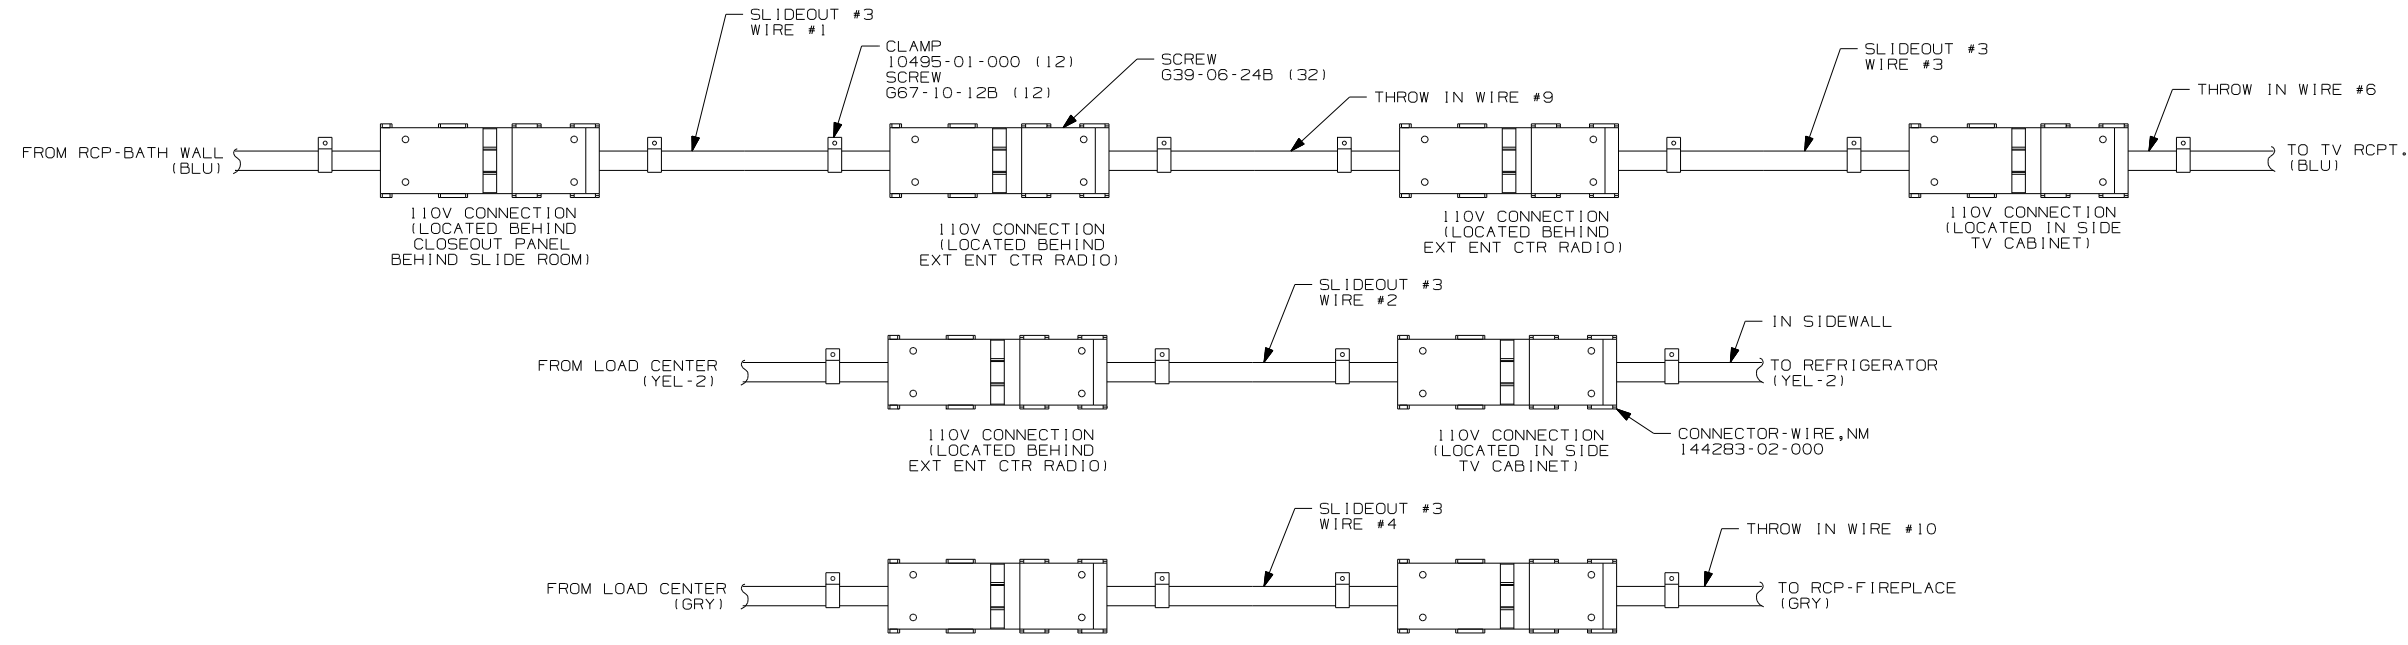 SLIDEOUT #3
WIRE #1
CLAMP
10495-01-000 (12)
SCREW
G67-10-12B (12)
SCREW
G39-06-24B (32)
THROW IN WIRE #9
SLIDEOUT #3
WIRE #3
THROW IN WIRE #6
FROM RCP-BATH WALL
(BLU)
TO TV RCPT.
(BLU)
110V CONNECTION
(LOCATED BEHIND
CLOSEOUT PANEL
BEHIND SLIDE ROOM)
110V CONNECTION
(LOCATED BEHIND
EXT ENT CTR RADIO)
110V CONNECTION
(LOCATED BEHIND
EXT ENT CTR RADIO)
110V CONNECTION
(LOCATED IN SIDE
TV CABINET)
SLIDEOUT #3
WIRE #2
IN SIDEWALL
FROM LOAD CENTER
(YEL-2)
TO REFRIGERATOR
(YEL-2)
110V CONNECTION
(LOCATED BEHIND
EXT ENT CTR RADIO)
110V CONNECTION
(LOCATED IN SIDE
TV CABINET)
CONNECTOR-WIRE,NM
144283-02-000
SLIDEOUT #3
WIRE #4
THROW IN WIRE #10
FROM LOAD CENTER
(GRY)
TO RCP-FIREPLACE
(GRY)